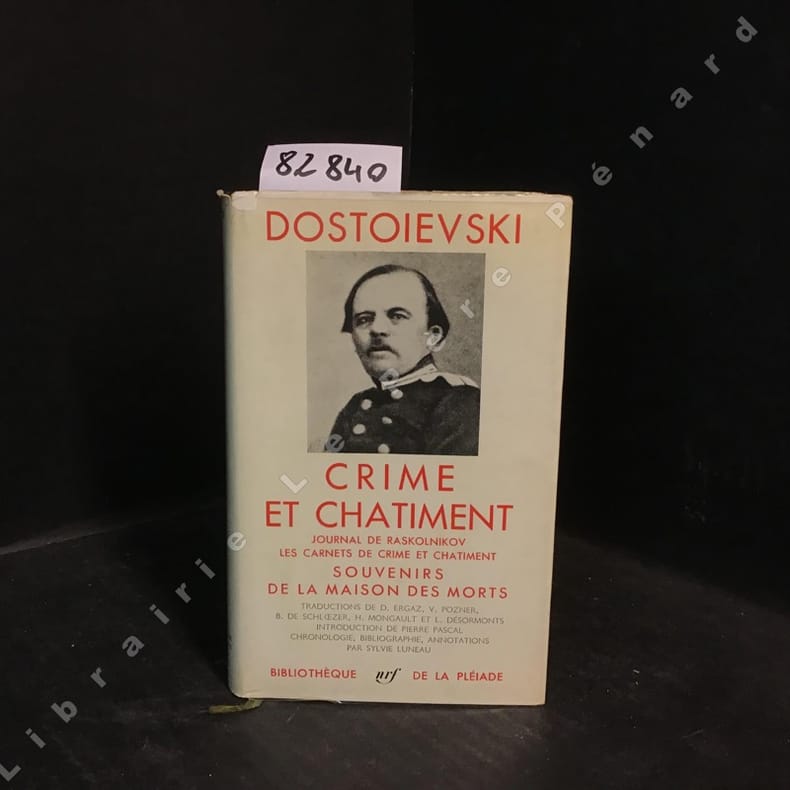 82840
DOSTOIEVSKI
CRIME
ET CHATIMENT
JOURNAL DE RASKOLNIKOV
LES CARNETS DE CRIME ET CHATIMENT
SOUVENIRS
DE LA MAISON DES MORTS
TRADUCTIONS DE D. ERGAZ, V. POZNER,
B. DE SCHLŒZER, H. MONGAULT ET L. DÉSORMONTS
INTRODUCTION DE PIERRE PASCAL
CHRONOLOGIE, BIBLIOGRAPHIE, ANNOTATIONS
PAR SYLVIE LUNEAU
BIBLIOTHÈQUE nrf DE LA PLÉIADE
Librairie Le Père Pénard